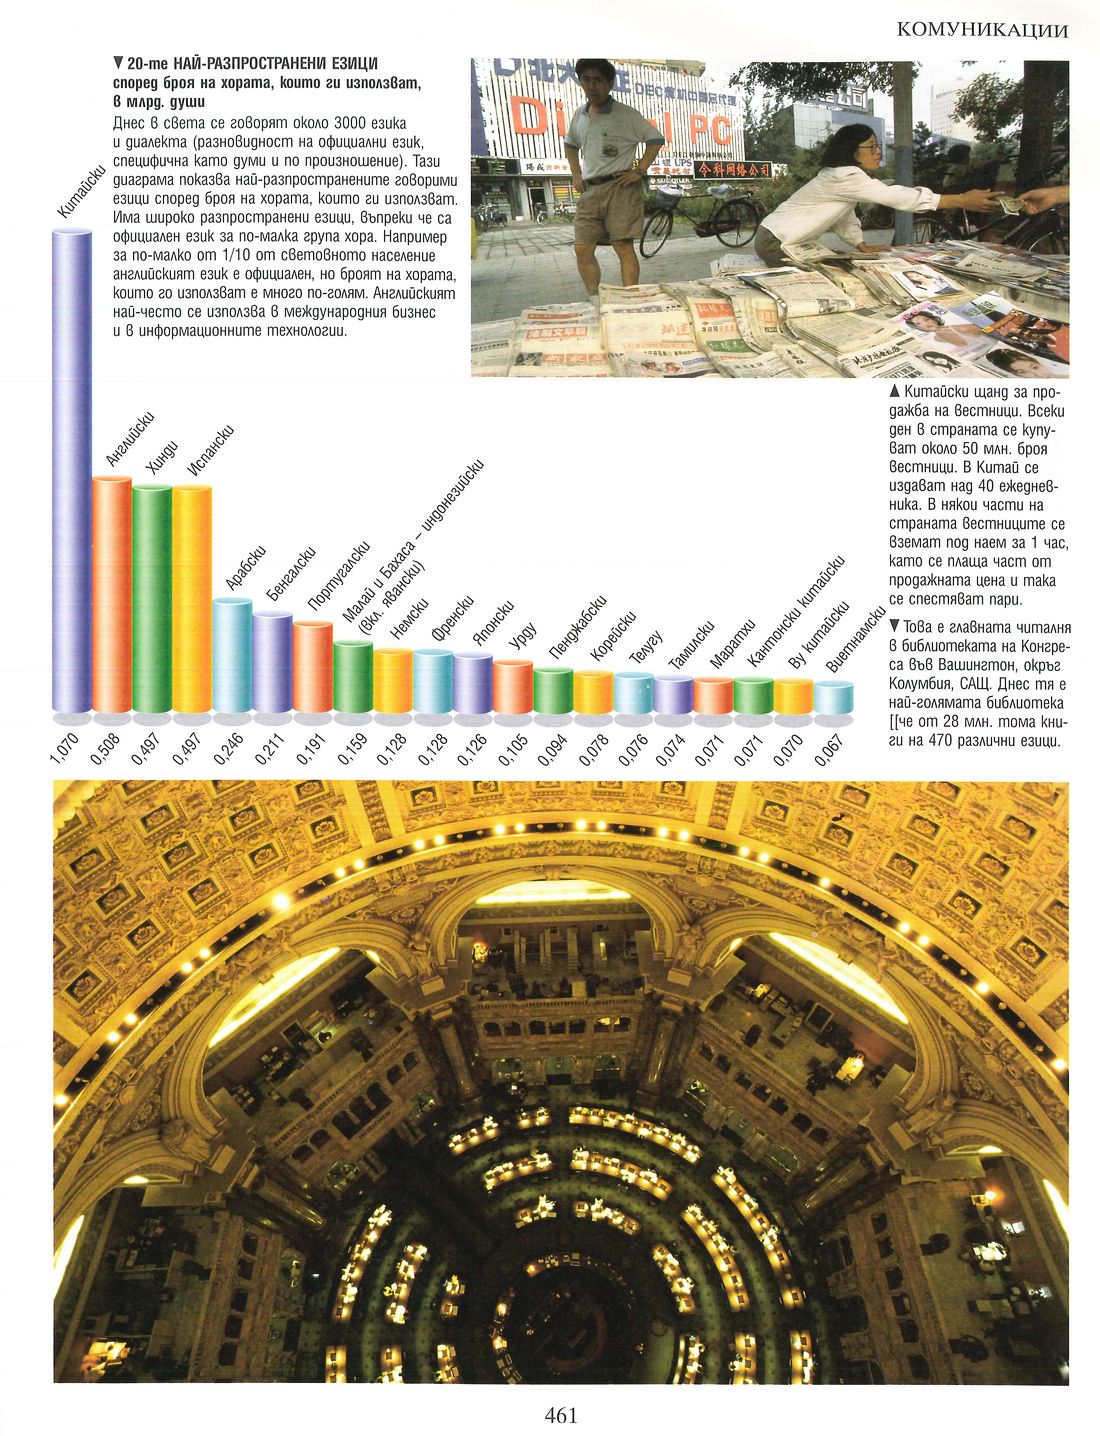 КОМУНИКАЦИИ
▼ 20-те НАЙ-РАЗПРОСТРАНЕНИ ЕЗИЦИ
според броя на хората, които ги използват,
в млрд. души
Днес в света се говорят около 3000 езика
и диалекта (разновидност на официални език,
специфична като думи и по произношение). Тази
диаграма показва най-разпространените говорими
езици според броя на хората, които ги използват.
Има широко разпространени езици, въпреки че са
официален език за по-малка група хора. Например
за по-малко от 1/10 от световното население
английският език е официален, но броят на хората,
които го използват е много по-голям. Английският
най-често се използва в международния бизнес
и в информационните технологии.
Китайски
Английски
Хинди
Испански
Арабски
Бенгалски
Португалски
Малай и Бахаса – индонезийски
(вкл. явански)
Немски
Френски
Японски
Урду
Пенджабски
Корейски
Телугу
Тамилски
Маратхи
Кантонски китайски
Ву китайски
Виетнамски
1,070
0,508
0,497
0,497
0,246
0,211
0,191
0,159
0,128
0,128
0,126
0,105
0,094
0,078
0,076
0,074
0,071
0,071
0,070
0,067
Di al PC
UPS
今科网络公司
▲ Китайски щанд за про-
дажба на вестници. Всеки
ден в страната се купу-
ват около 50 млн. броя
вестници. В Китай се
издават над 40 ежеднев-
ника. В някои части на
страната вестниците се
вземат под наем за 1 час,
като се плаща част от
продажната цена и така
се спестяват пари.
▼ Това е главната читалня
в библиотеката на Конгре-
са във Вашингтон, окръг
Колумбия, САЩ. Днес тя е
най-голямата библиотека
[[че от 28 млн. тома кни-
ги на 470 различни езици.
461